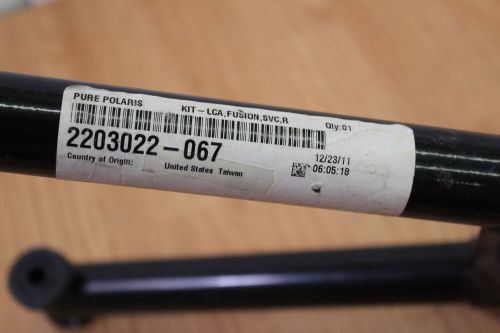 PURE POLARIS KIT-LCA,FUSION,SVC,R Qty:01
2203022-067 12/23/11
Country of Origin: United States Taiwan 06:05:18